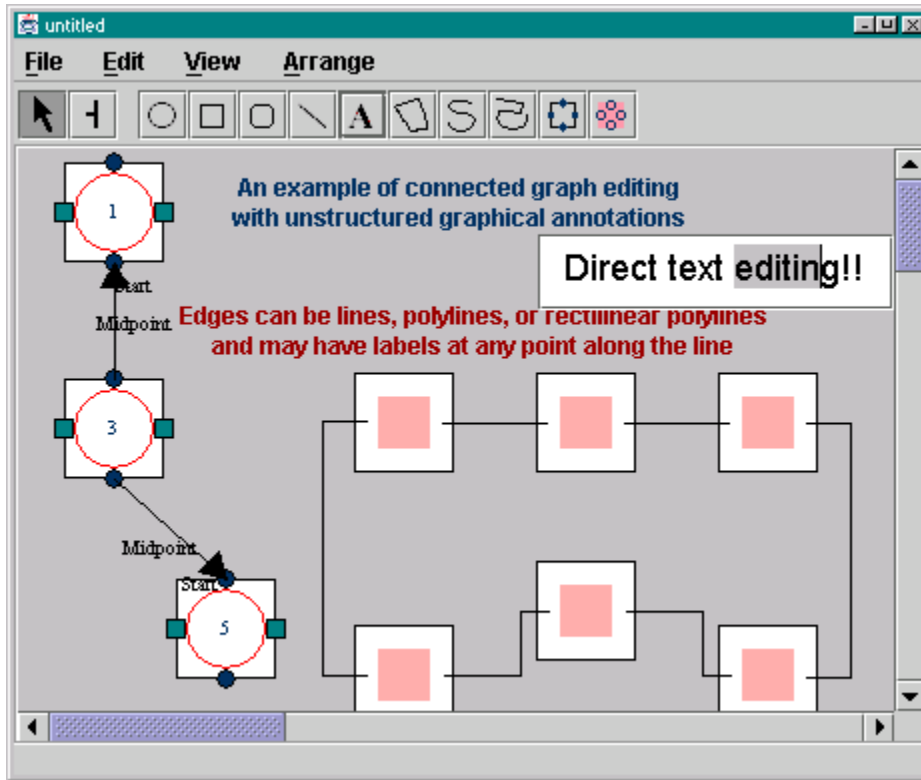 untitled
File Edit View Arrange
A
1
An example of connected graph editing
with unstructured graphical annotations
Direct text editing!!
Start
Midpoint
Edges can be lines, polylines, or rectilinear polylines
and may have labels at any point along the line
3
Midpoint
Start
5